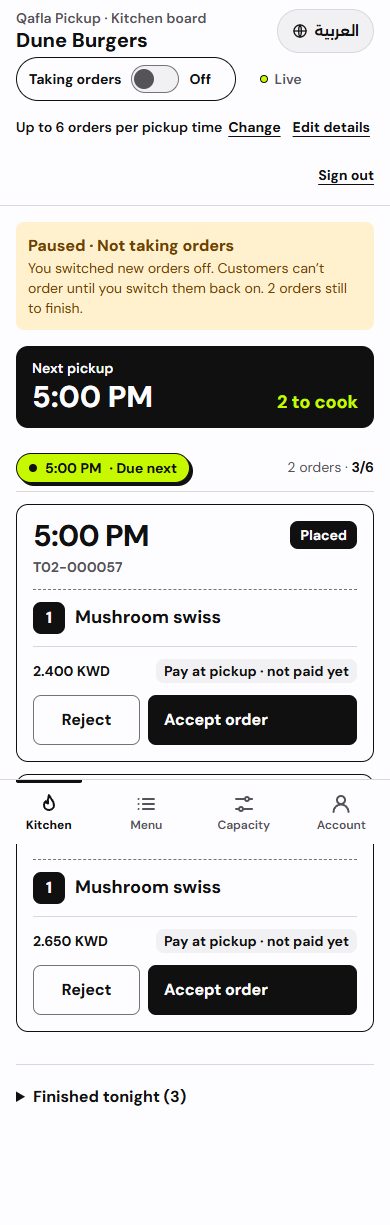 Qafla Pickup · Kitchen board
Dune Burgers
العربية
Taking orders Off
Live
Up to 6 orders per pickup time Change Edit details
Sign out
Paused · Not taking orders
You switched new orders off. Customers can't
order until you switch them back on. 2 orders still
to finish.
Next pickup
5:00 PM
2 to cook
5:00 PM · Due next
2 orders · 3/6
5:00 PM
Placed
T02-000057
1 Mushroom swiss
2.400 KWD
Pay at pickup · not paid yet
Reject
Accept order
Kitchen
Menu
Capacity
Account
1 Mushroom swiss
2.650 KWD
Pay at pickup · not paid yet
Reject
Accept order
Finished tonight (3)